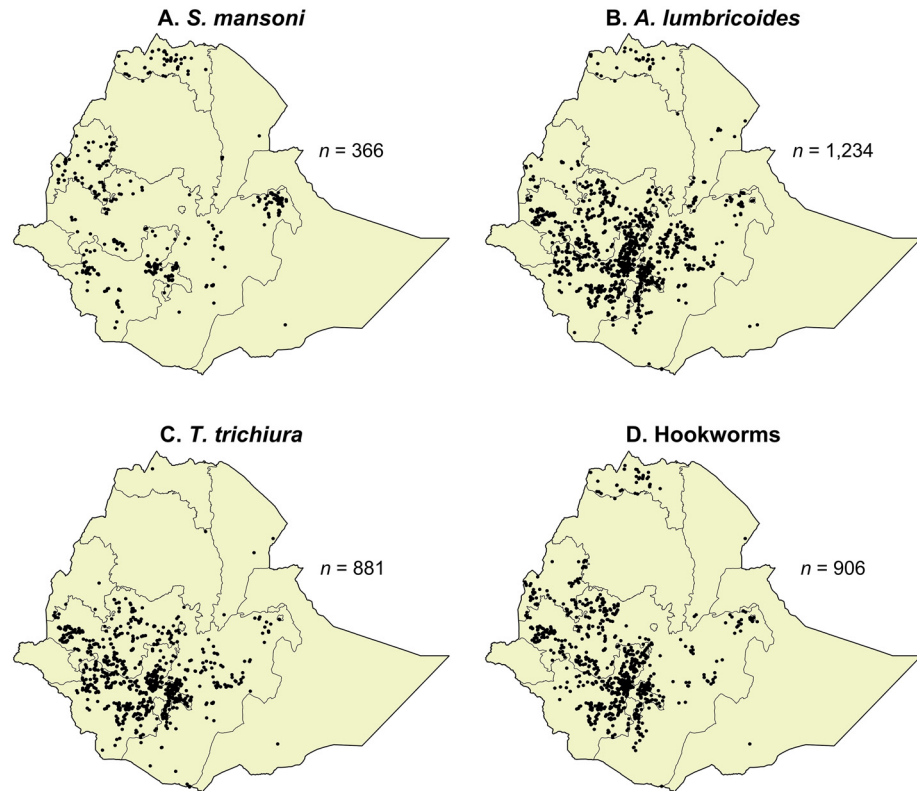 A. S. mansoni
B. A. lumbricoides
n = 366
n = 1,234
C. T. trichiura
D. Hookworms
n = 881
n = 906